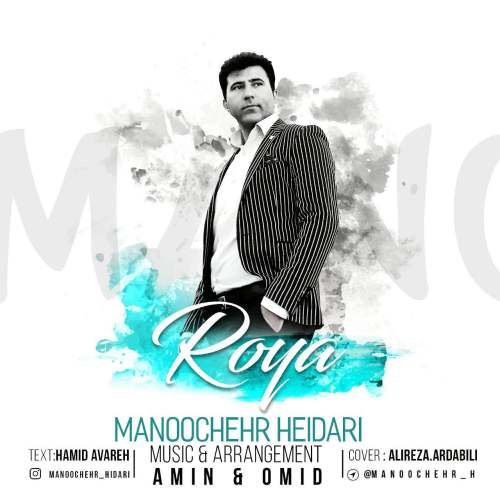 MANO
Roya
MANOOCHEHR HEIDARI
TEXT:HAMID AVAREH
MANOOCHEHR_HIDARI
MUSIC & ARRANGEMENT
AMIN & OMID
COVER : ALIREZA.ARDABILI
@MANOOCHEHR_H